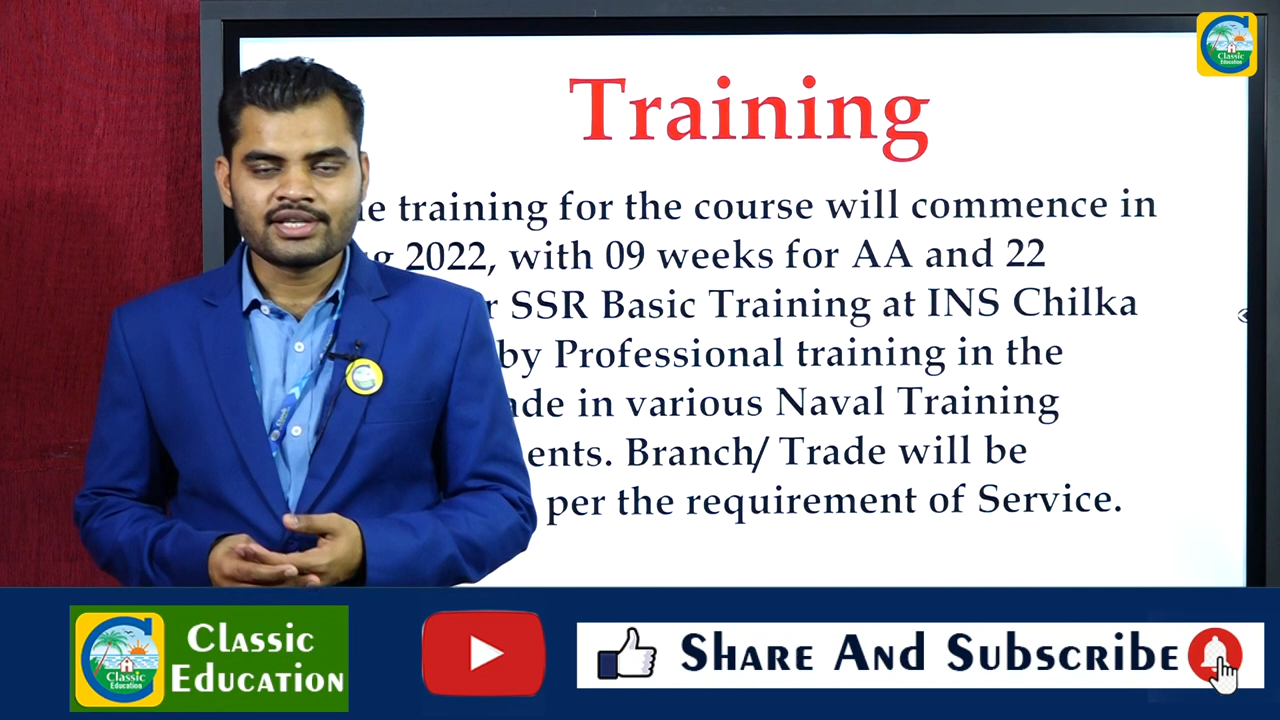 Classic
Education
Training
training for the course will commence in
2022, with 09 weeks for AA and 22
SSR Basic Training at INS Chilka
by Professional training in the
in various Naval Training
Branch/ Trade will be
per the requirement of Service.
Classic
Education
Classic
Education
Share And Subscribe